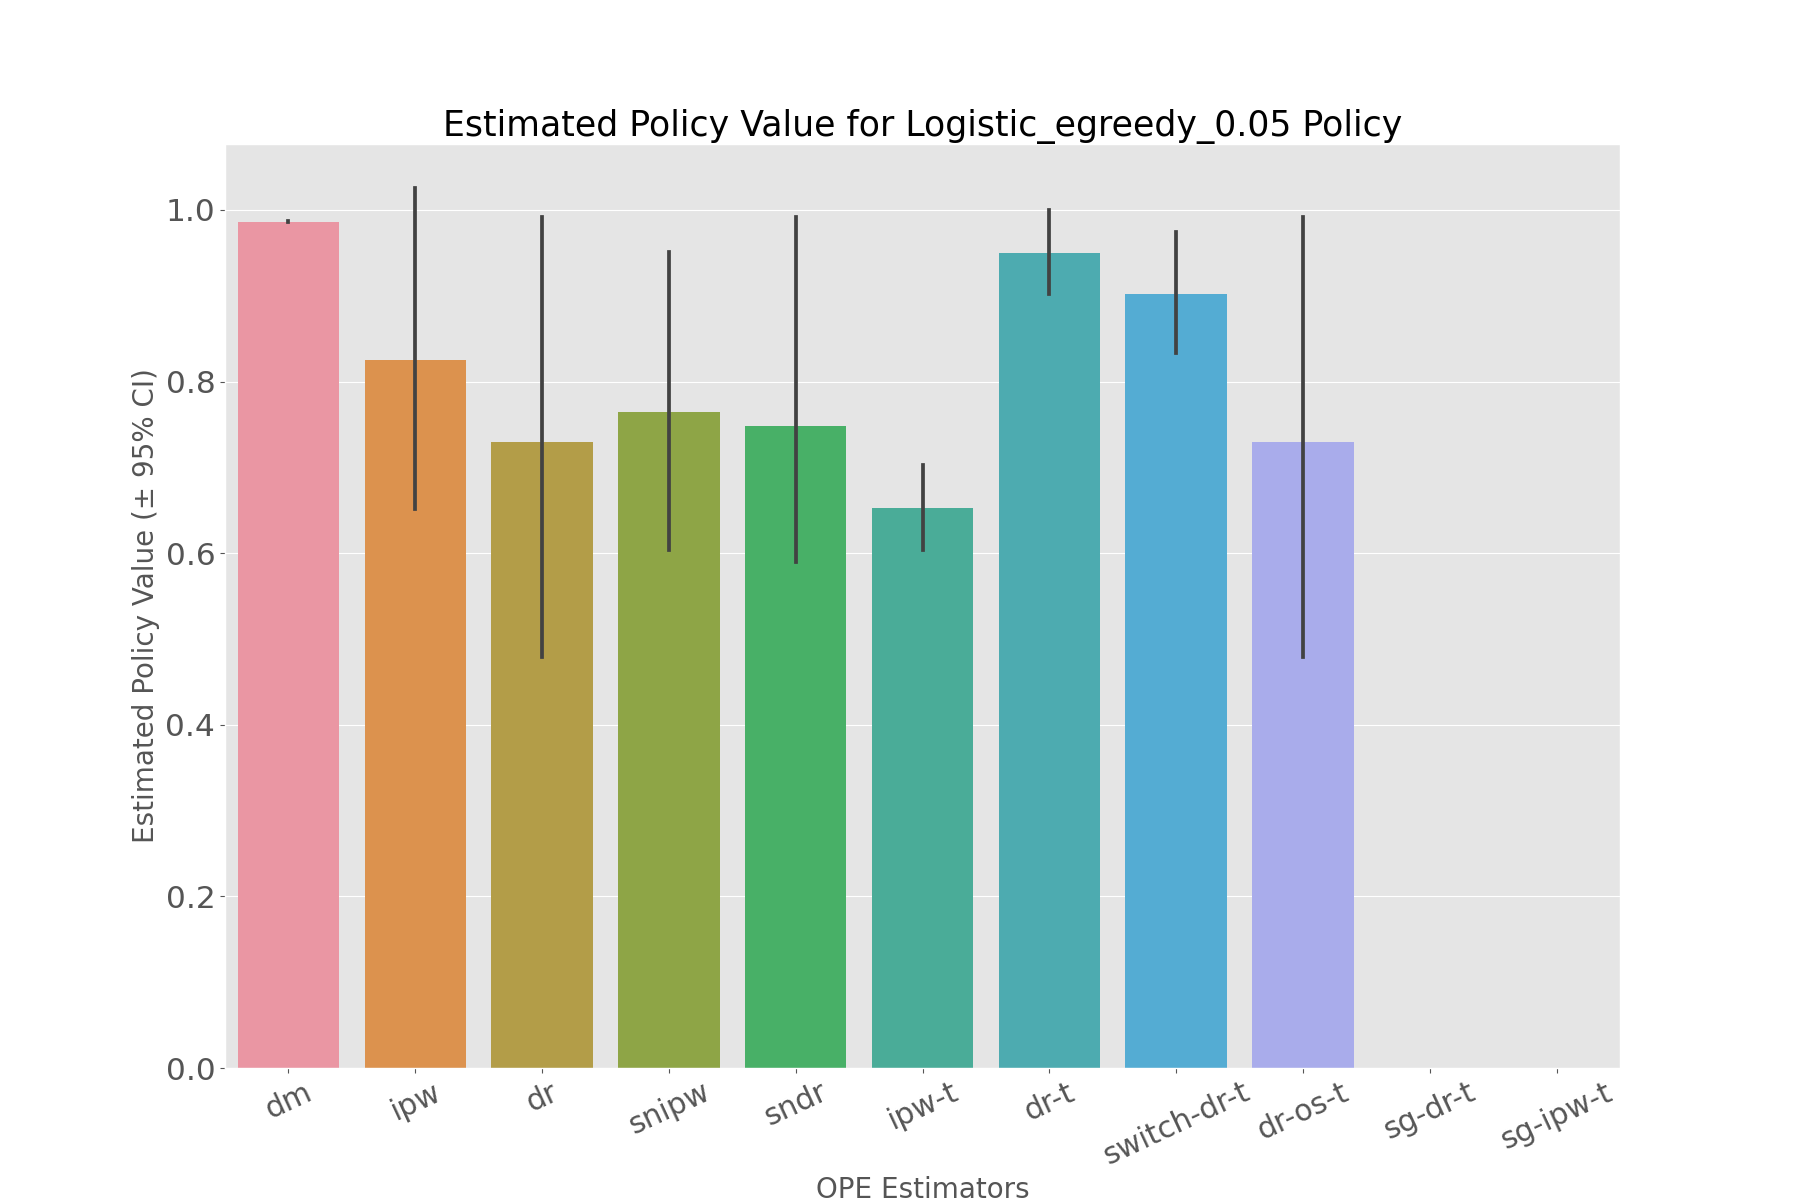 Estimated Policy Value for Logistic_egreedy_0.05 Policy
Estimated Policy Value (± 95% CI)
1.0
0.8
0.6
0.4
0.2
0.0
dm
ipw
dr
snipw
sndr
ipw-t
dr-t
switch-dr-t
dr-os-t
sg-dr-t
sg-ipw-t
OPE Estimators